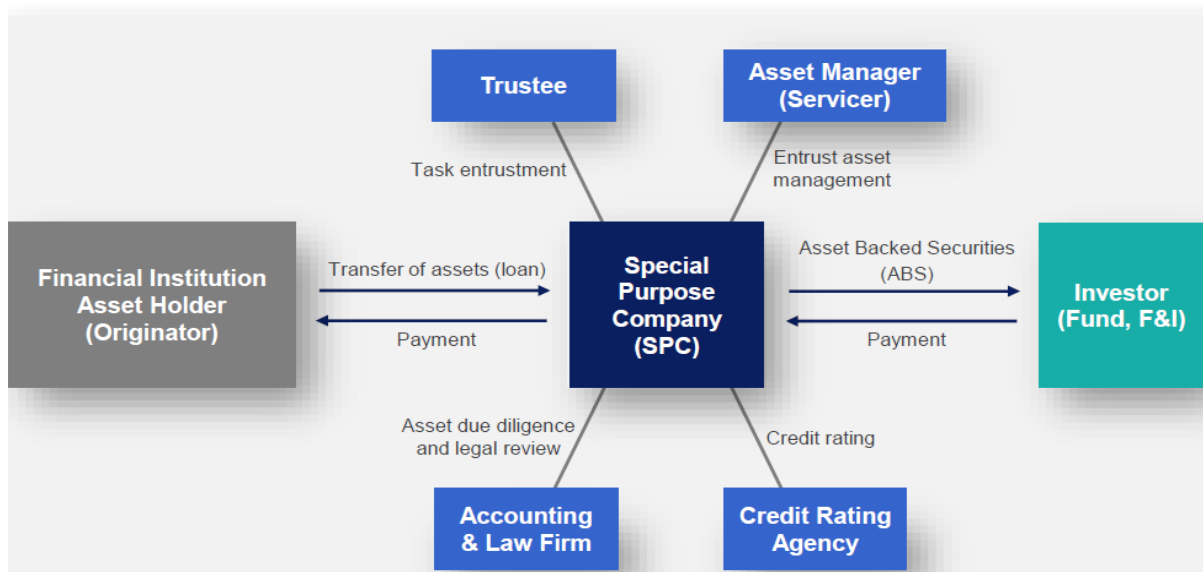 Trustee
Asset Manager
(Servicer)
Task entrustment
Entrust asset
management
Financial Institution
Asset Holder
(Originator)
Transfer of assets (loan)
Payment
Special
Purpose
Company
(SPC)
Asset Backed Securities
(ABS)
Payment
Investor
(Fund, F&I)
Asset due diligence
and legal review
Credit rating
Accounting
& Law Firm
Credit Rating
Agency